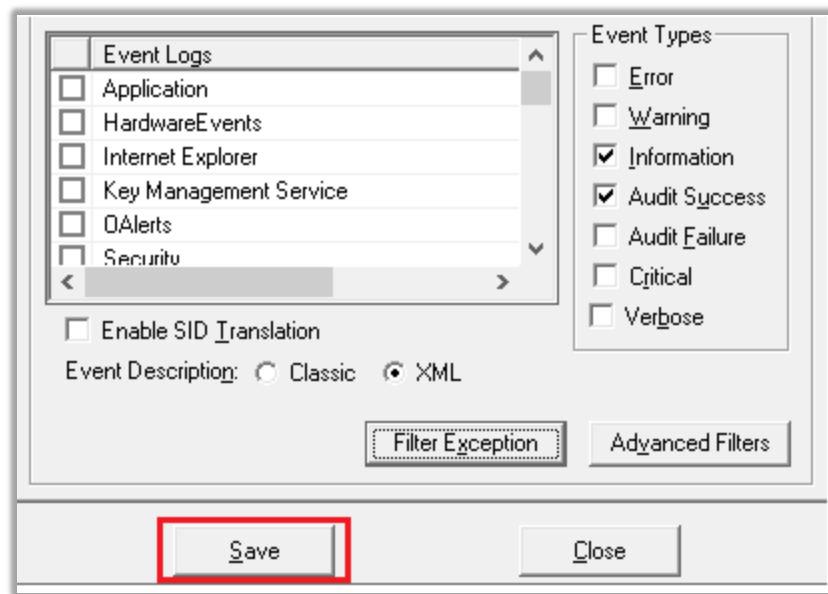 Event Logs
Application
HardwareEvents
Internet Explorer
Key Management Service
OAlerts
Security
Event Types
Error
Warning
Information
Audit Success
Audit Failure
Critical
Verbose
Enable SID Translation
Event Description: Classic XML
Filter Exception Advanced Filters
Save Close